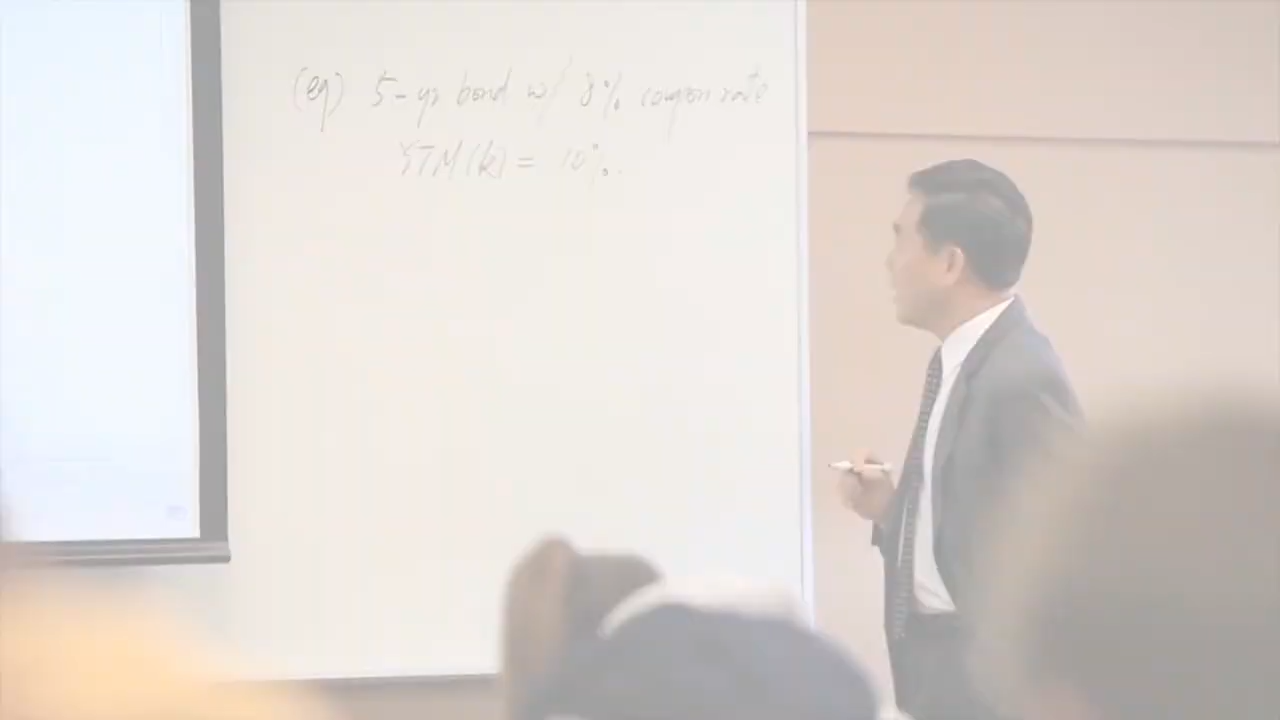 (eg) 5-yr bond w/ 8% coupon rate
YTM(k) = 10%.